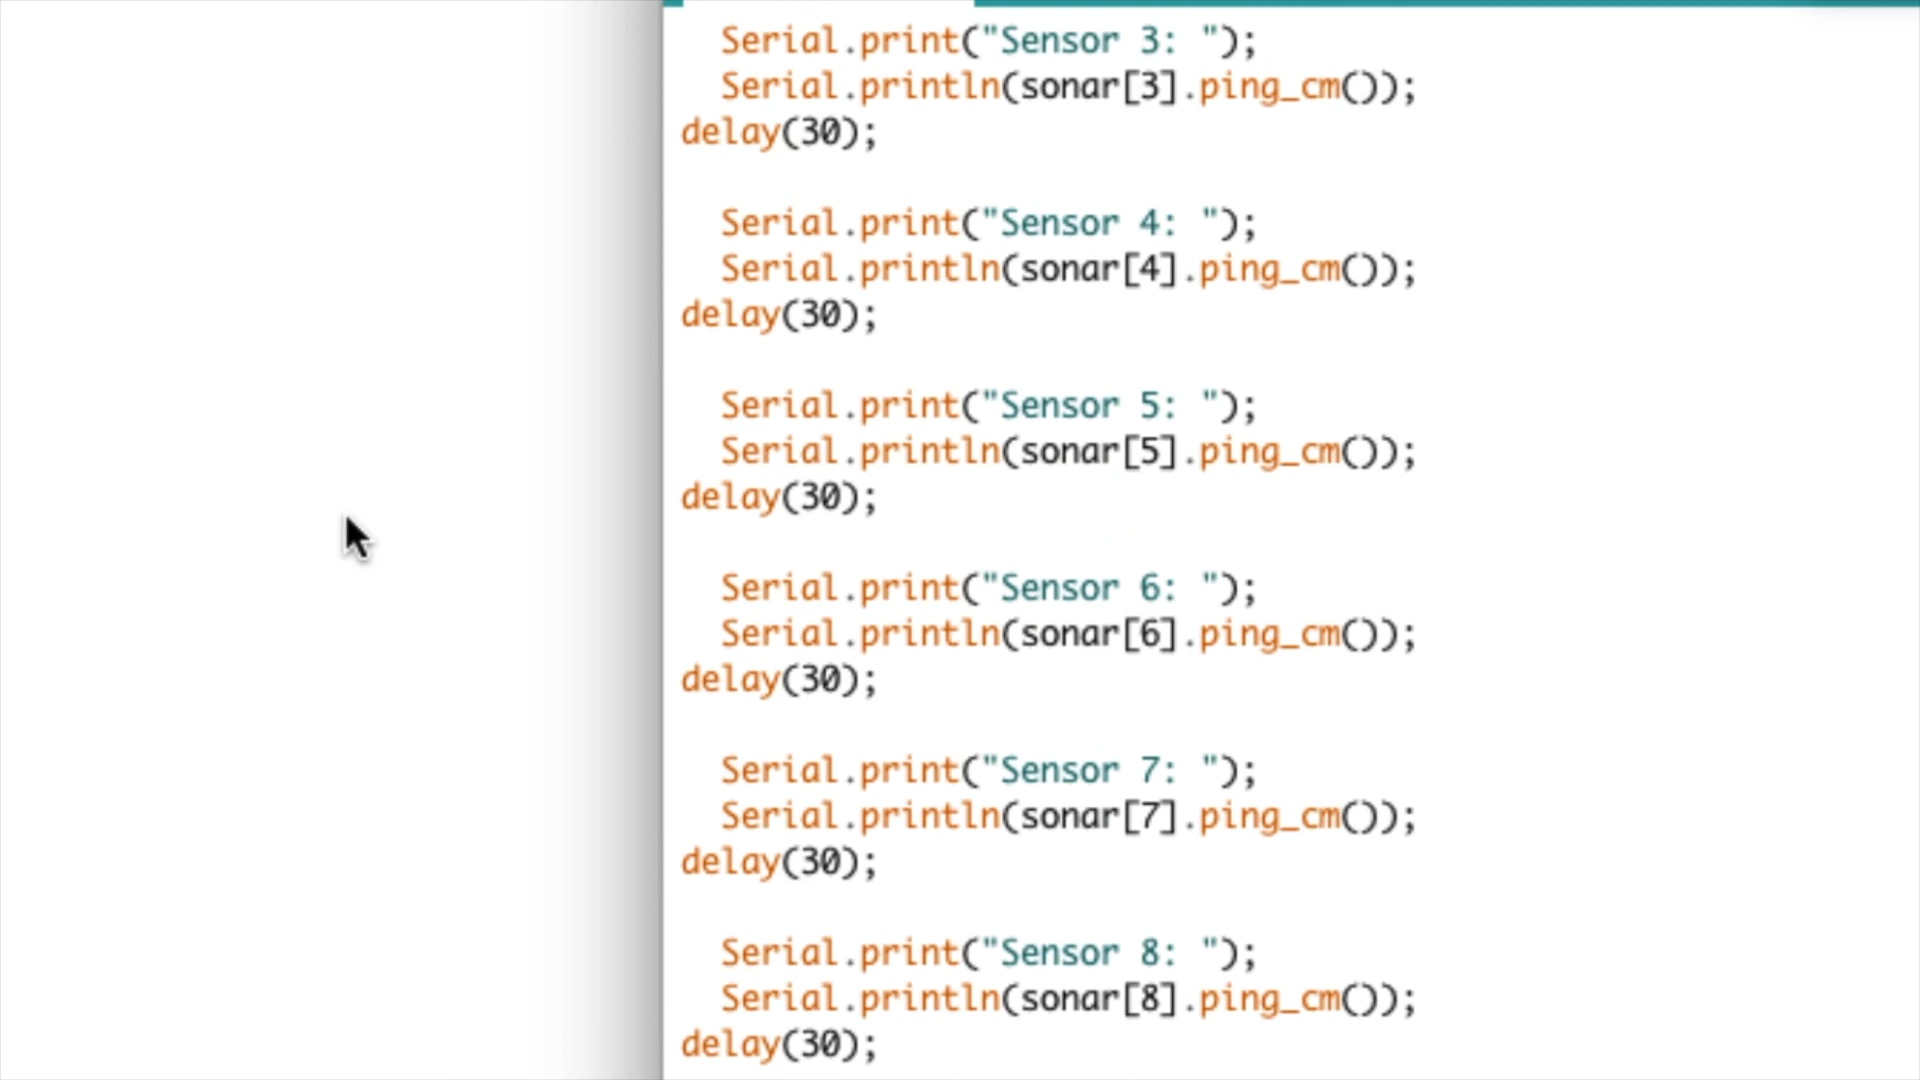 Serial.print("Sensor 3: ");
Serial.println(sonar[3].ping_cm());
delay(30);
Serial.print("Sensor 4: ");
Serial.println(sonar[4].ping_cm());
delay(30);
Serial.print("Sensor 5: ");
Serial.println(sonar[5].ping_cm());
delay(30);
Serial.print("Sensor 6: ");
Serial.println(sonar[6].ping_cm());
delay(30);
Serial.print("Sensor 7: ");
Serial.println(sonar[7].ping_cm());
delay(30);
Serial.print("Sensor 8: ");
Serial.println(sonar[8].ping_cm());
delay(30);